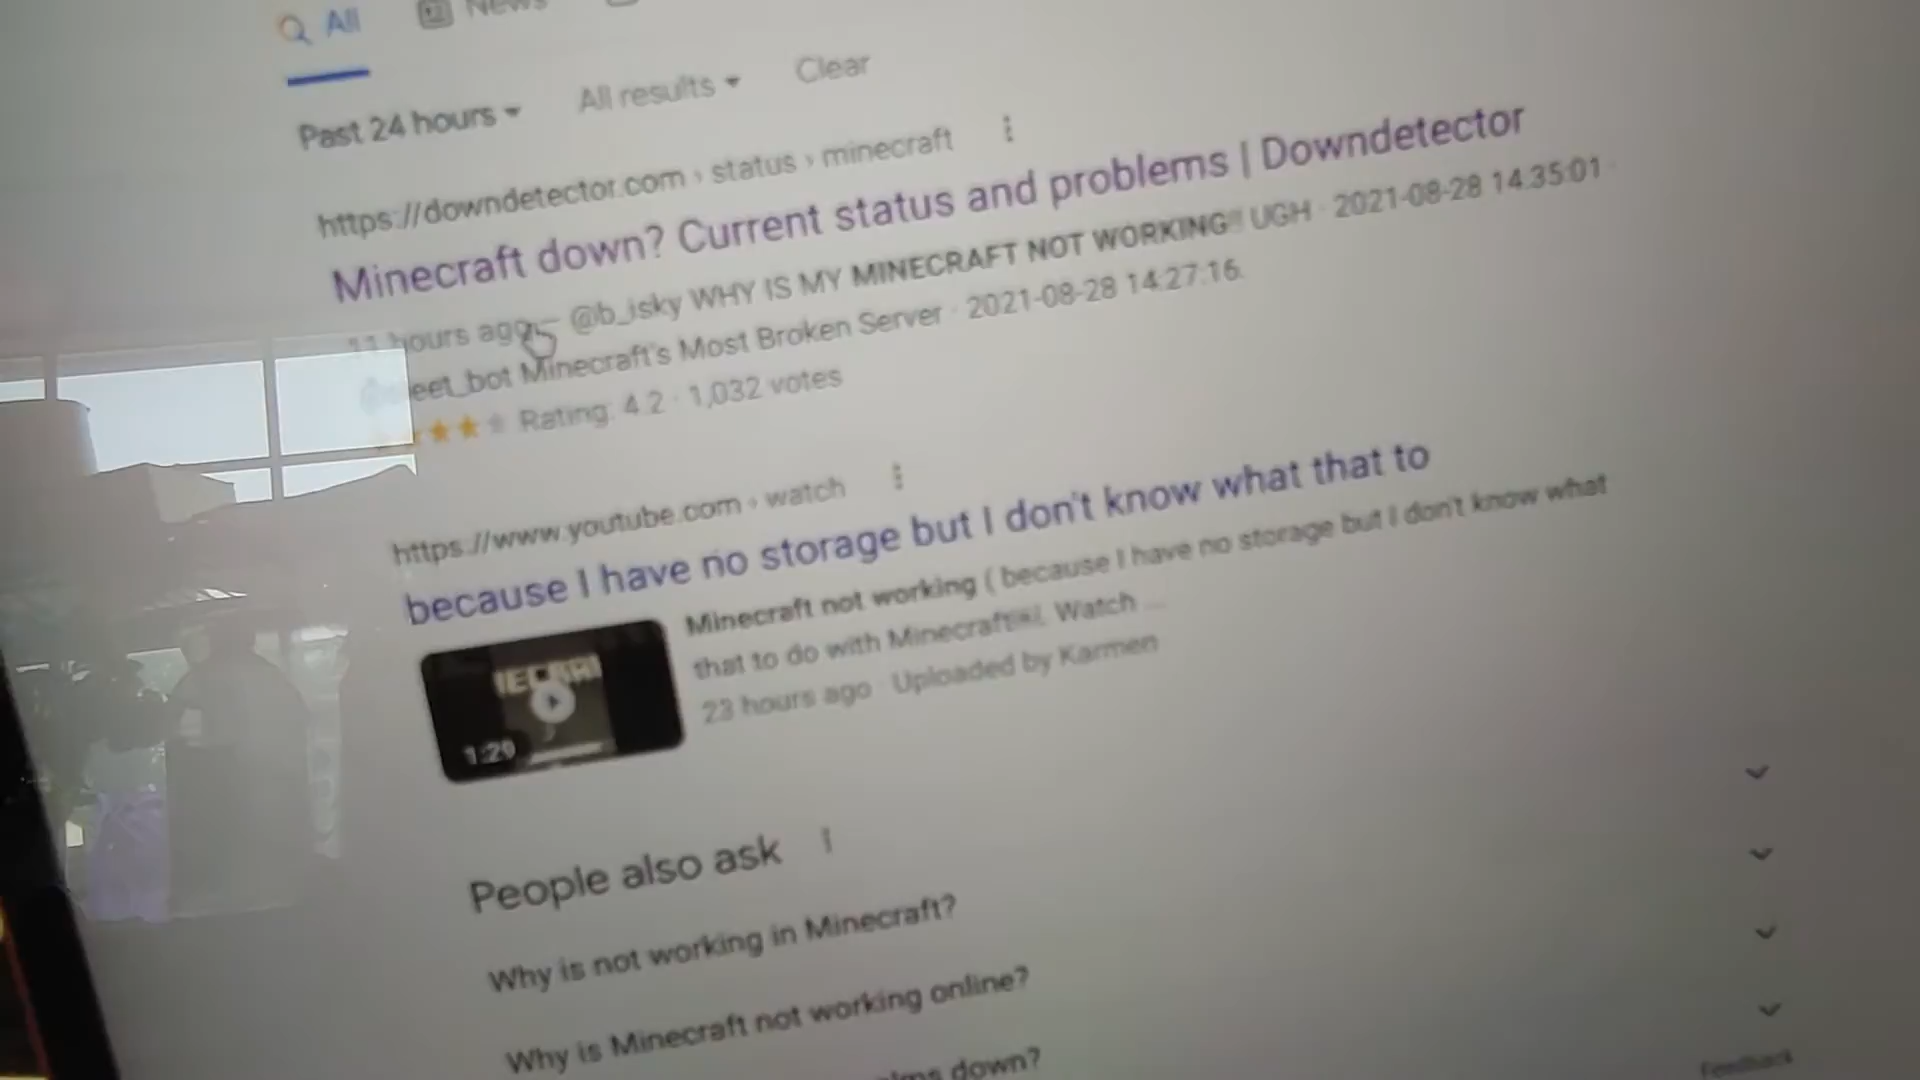 All News
Past 24 hours All results Clear
https://downdetector.com › status › minecraft
Minecraft down? Current status and problems | Downdetector
11 hours ago — @b_isky WHY IS MY MINECRAFT NOT WORKING!! UGH · 2021-08-28 14:35:01 ·
eet_bot Minecraft's Most Broken Server · 2021-08-28 14:27:16.
Rating: 4.2 · 1,032 votes
https://www.youtube.com › watch
because I have no storage but I don't know what that to
Minecraft not working ( because I have no storage but I don't know what
that to do with Minecraft Watch ...
23 hours ago Uploaded by Karmen
1:29
People also ask
Why is not working in Minecraft?
Why is Minecraft not working online?
down?
Feedback